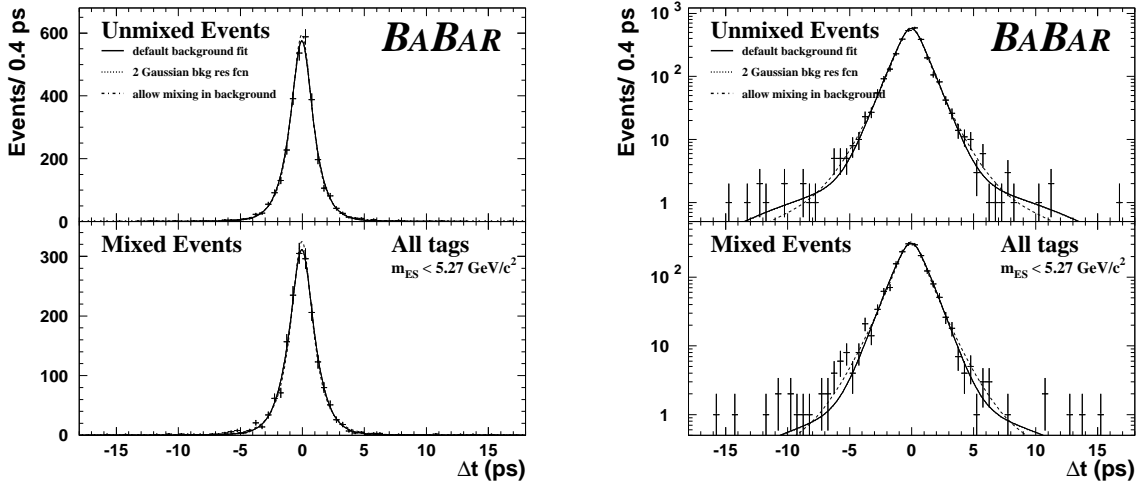 Events/ 0.4 ps
Unmixed Events
BABAR
default background fit
2 Gaussian bkg res fcn
allow mixing in background
600
400
200
0
Mixed Events
All tags
m_ES < 5.27 GeV/c^2
300
200
100
0
-15 -10 -5 0 5 10 15
Δt (ps)
Events/ 0.4 ps
Unmixed Events
BABAR
default background fit
2 Gaussian bkg res fcn
allow mixing in background
10^3
10^2
10
1
Mixed Events
All tags
m_ES < 5.27 GeV/c^2
10^2
10
1
-15 -10 -5 0 5 10 15
Δt (ps)